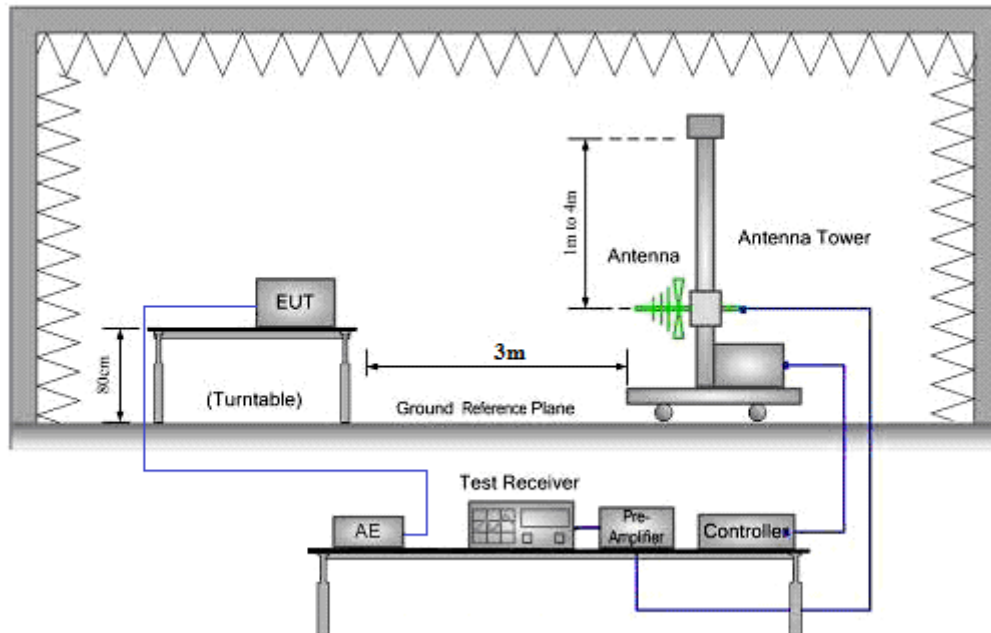 1m to 4m
Antenna Tower
Antenna
EUT
3m
80cm
(Turntable)
Ground Reference Plane
Test Receiver
AE
Pre-
Amplifier
Controller